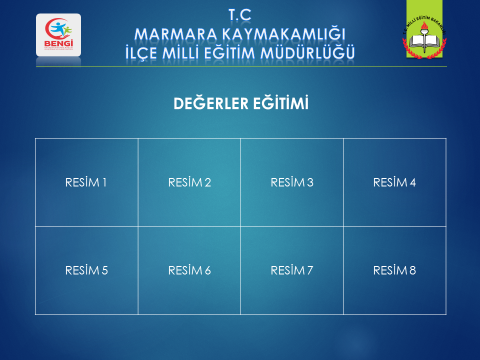 T.C
MARMARA KAYMAKAMLIĞI
İLÇE MİLLİ EĞİTİM MÜDÜRLÜĞÜ
BENGİ
DEĞERLER EĞİTİMİ
RESİM 1
RESİM 2
RESİM 3
RESİM 4
RESİM 5
RESİM 6
RESİM 7
RESİM 8